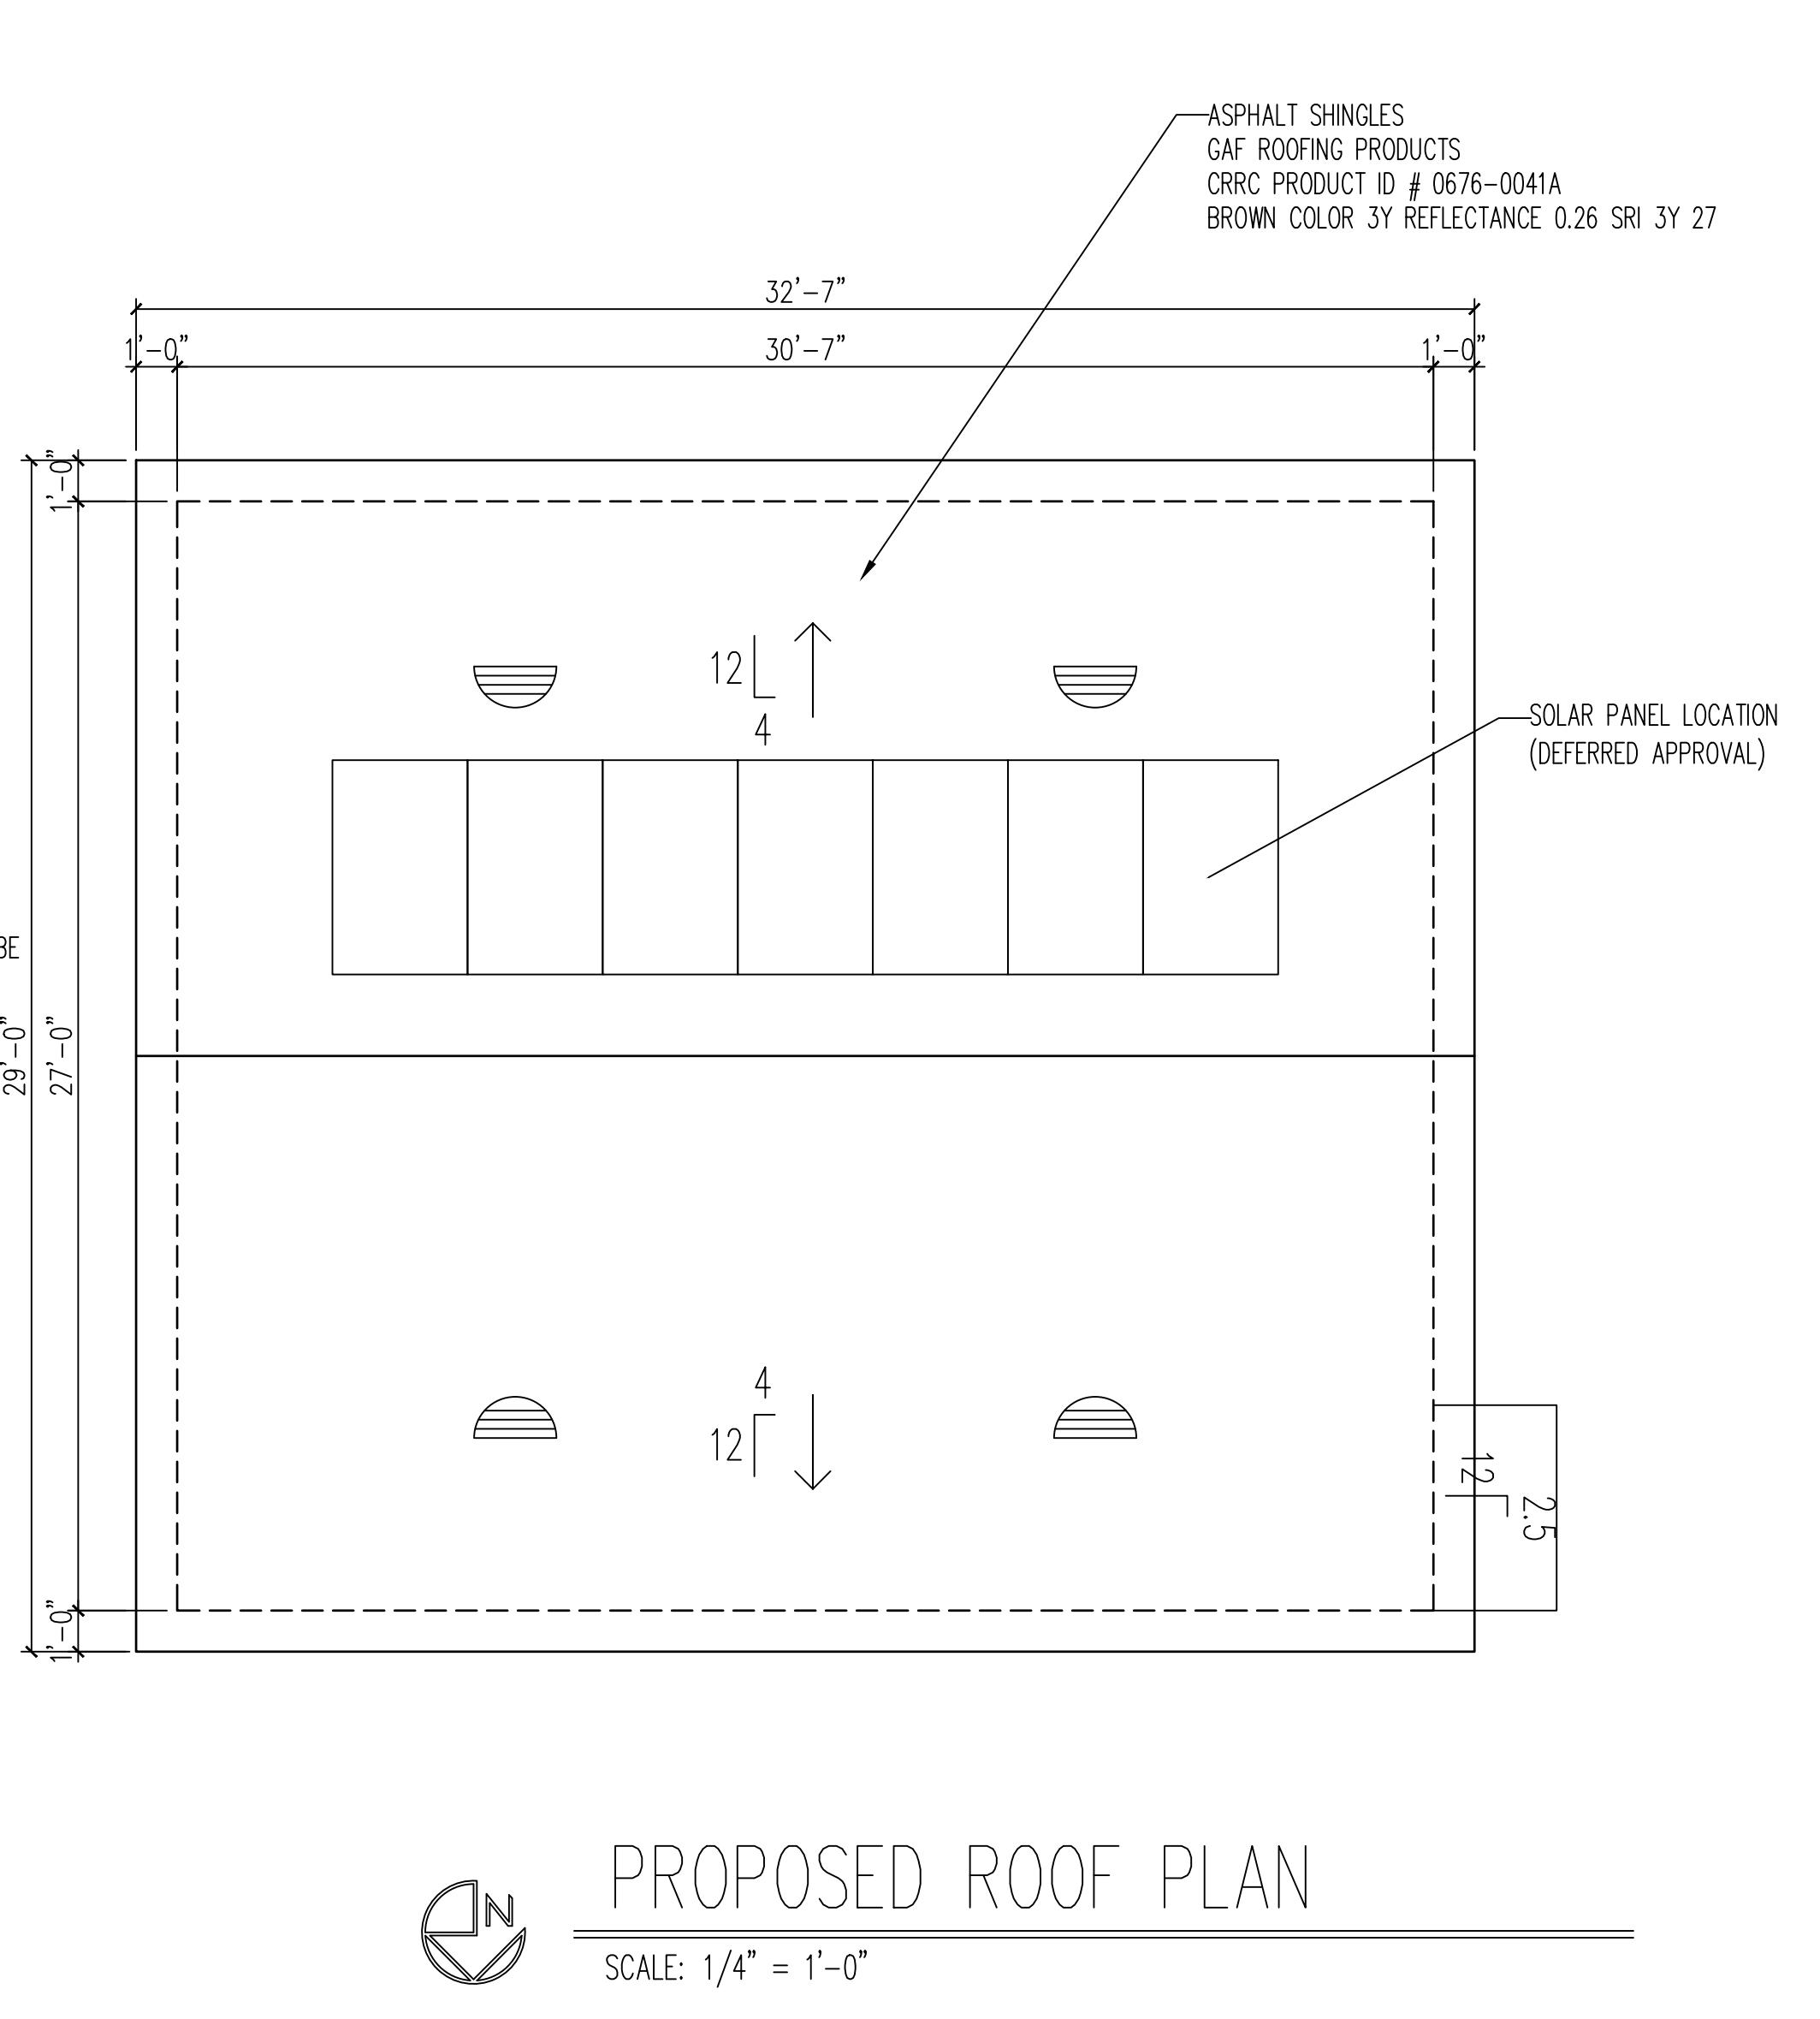 ASPHALT SHINGLES
GAF ROOFING PRODUCTS
CRRC PRODUCT ID # 0676-0041A
BROWN COLOR 3Y REFLECTANCE 0.26 SRI 3Y 27
32'-7"
1'-0"
30'-7"
1'-0"
1'-0"
12
4
SOLAR PANEL LOCATION
(DEFERRED APPROVAL)
BE
29'-0"
27'-0"
4
12
12
2.5
1'-0"
PROPOSED ROOF PLAN
N
SCALE: 1/4" = 1'-0"